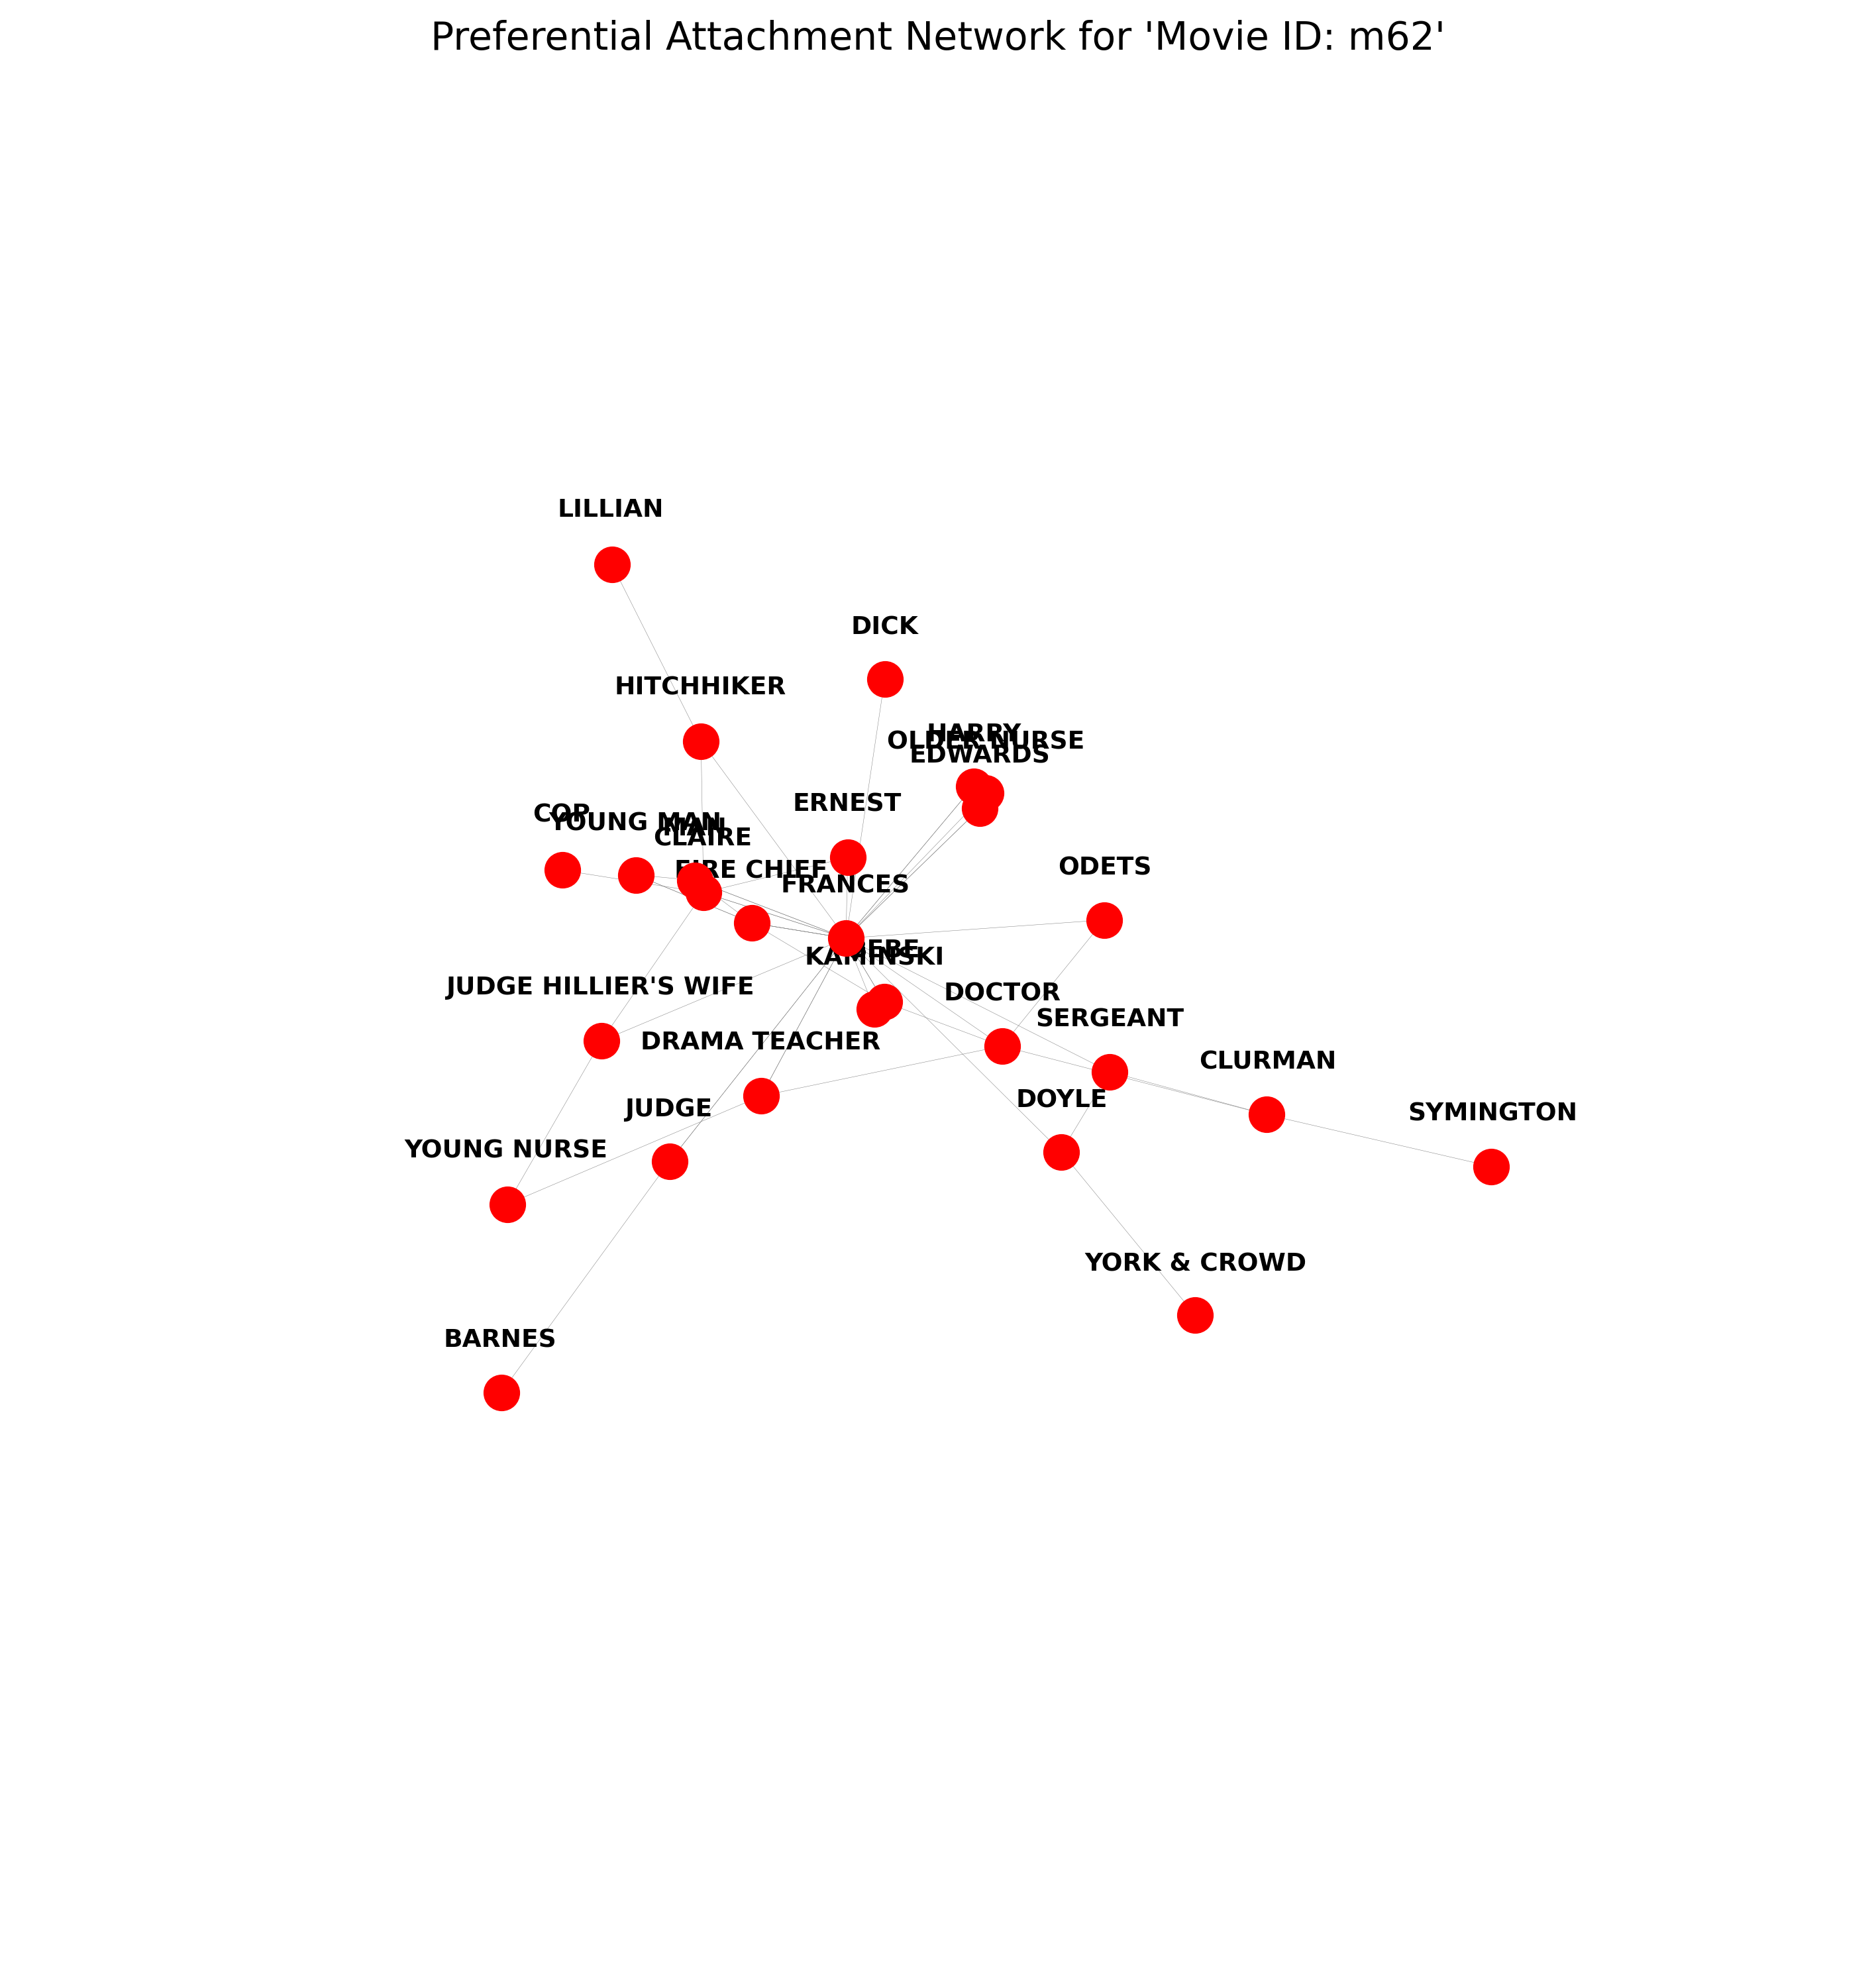 Preferential Attachment Network for 'Movie ID: m62'
LILLIAN
DICK
HITCHHIKER
HARRY
OLDER NURSE
EDWARDS
ERNEST
COP
YOUNG MAN
CLAIRE
ODETS
FIRE CHIEF
FRANCES
KAMINSKI
JUDGE HILLIER'S WIFE
DOCTOR
SERGEANT
DRAMA TEACHER
CLURMAN
DOYLE
JUDGE
SYMINGTON
YOUNG NURSE
YORK & CROWD
BARNES